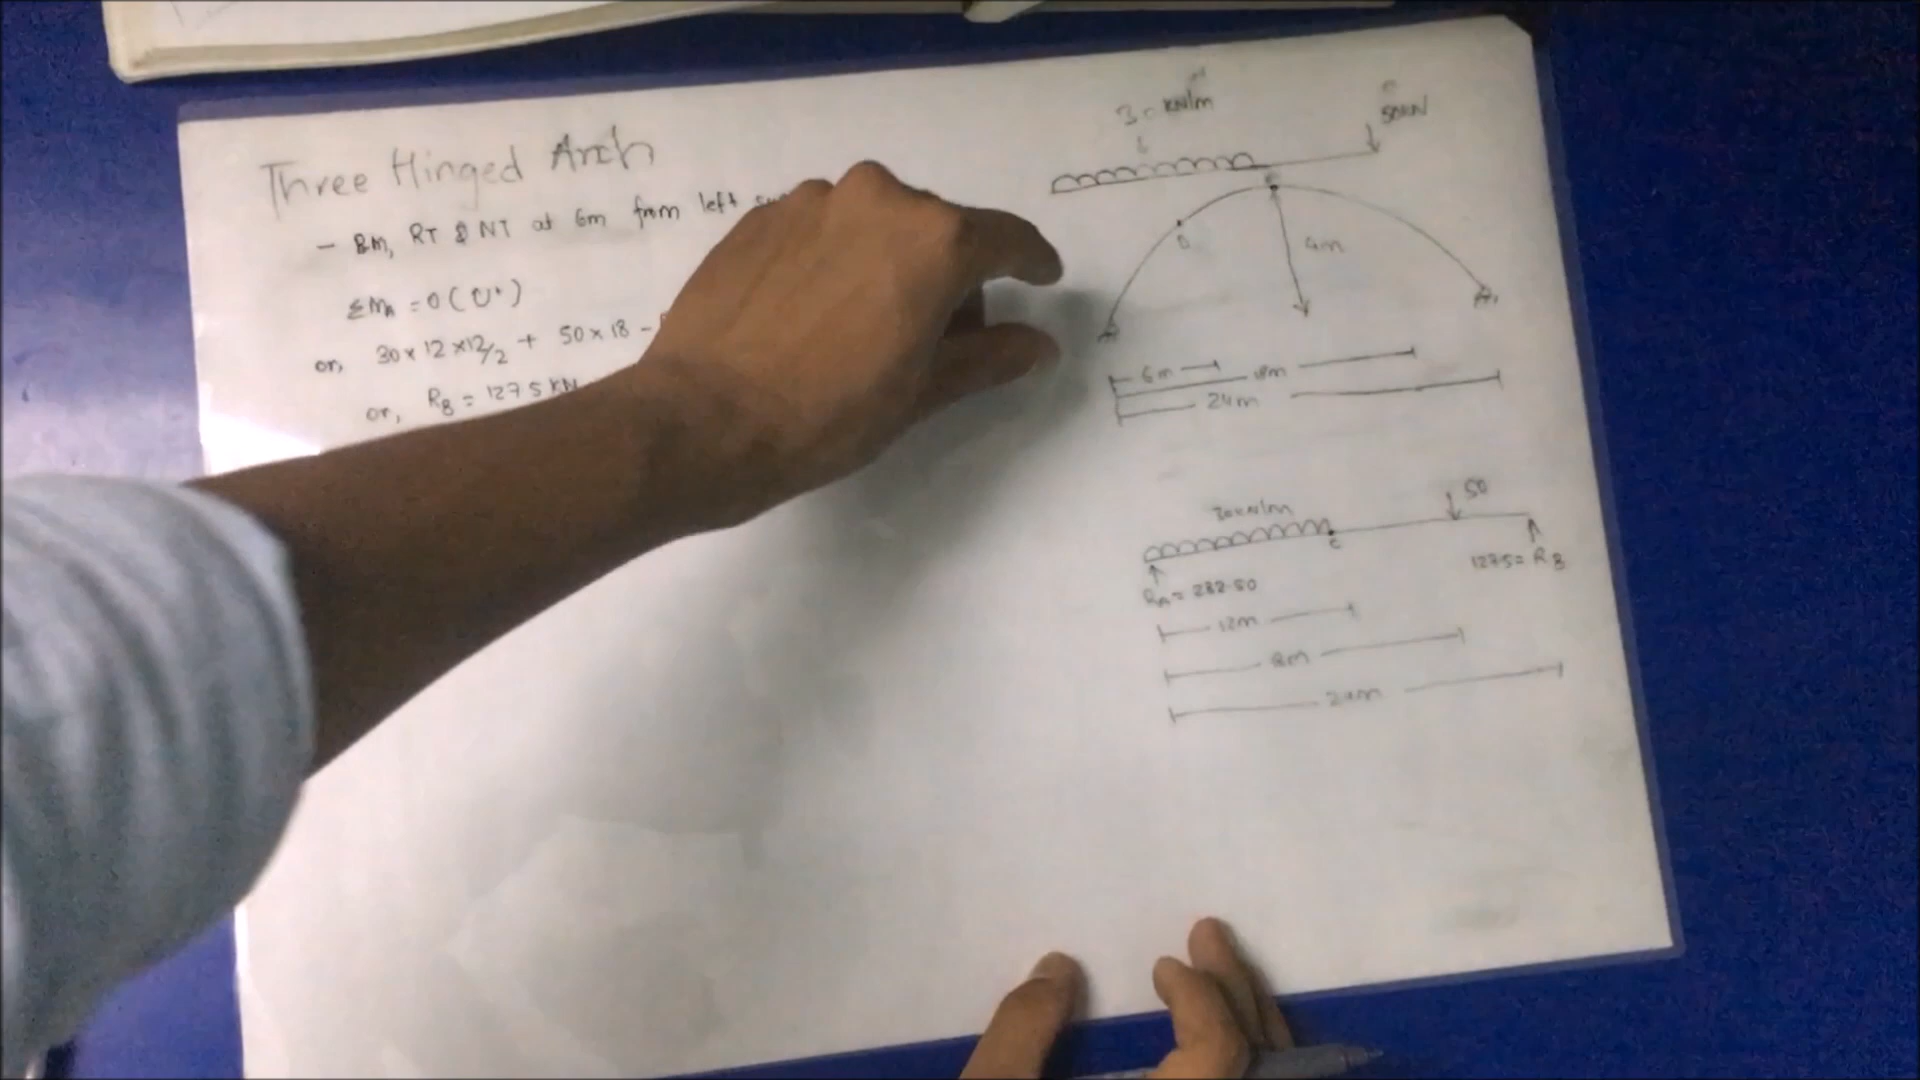 Three Hinged Arch
- BM, RT & NT at 6m from left
ΣMA = 0 (↻+)
or, 30 x 12 x 12/2 + 50 x 18 -
or, RB = 127.5 KN
30 KN/m
50KN
C
D
4m
6m
18m
24m
50
C
127.5 = RB
RA = 282.50
12m
24m